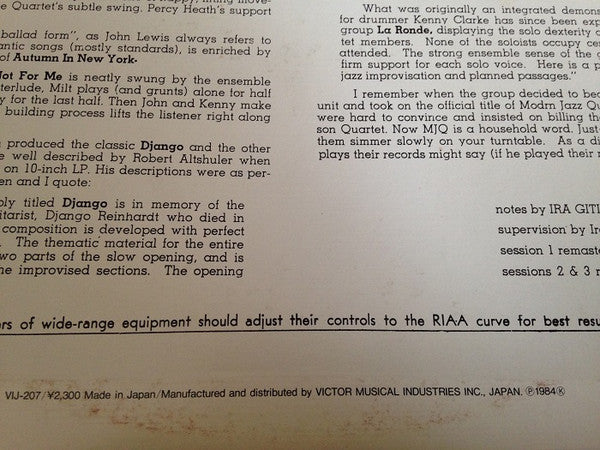 e Quartet's subtle swing. Percy Heath's support
ballad form", as John Lewis always refers to
antic songs (mostly standards), is enriched by
of Autumn In New York.
Not For Me is neatly swung by the ensemble
terlude, Milt plays (and grunts) alone for half
y for the last half. Then John and Kenny make
building process lifts the listener right along
produced the classic Django and the other
e well described by Robert Altshuler when
on 10-inch LP. His descriptions were as per-
en and I quote:
ply titled Django is in memory of the
itarist, Django Reinhardt who died in
composition is developed with perfect
The thematic material for the entire
wo parts of the slow opening, and is
he improvised sections. The opening
What was originally an integrated demons
for drummer Kenny Clarke has since been exp
group La Ronde, displaying the solo dexterity o
tet members. None of the soloists occupy cen
attended. The strong ensemble sense of the q
firm support for each solo voice. Here is a p
jazz improvisation and planned passages."
I remember when the group decided to bec
unit and took on the official title of Modrn Jazz Qu
were hard to convince and insisted on billing the
son Quartet. Now MJQ is a household word. Just
them simmer slowly on your turntable. As a di
plays their records might say (if he played their r
notes by IRA GITL
supervision by Ira
session 1 remaste
sessions 2 & 3 r
ers of wide-range equipment should adjust their controls to the RIAA curve for best resu
VIJ-207/¥2,300 Made in Japan/Manufactured and distributed by VICTOR MUSICAL INDUSTRIES INC., JAPAN. Ⓟ1984Ⓚ